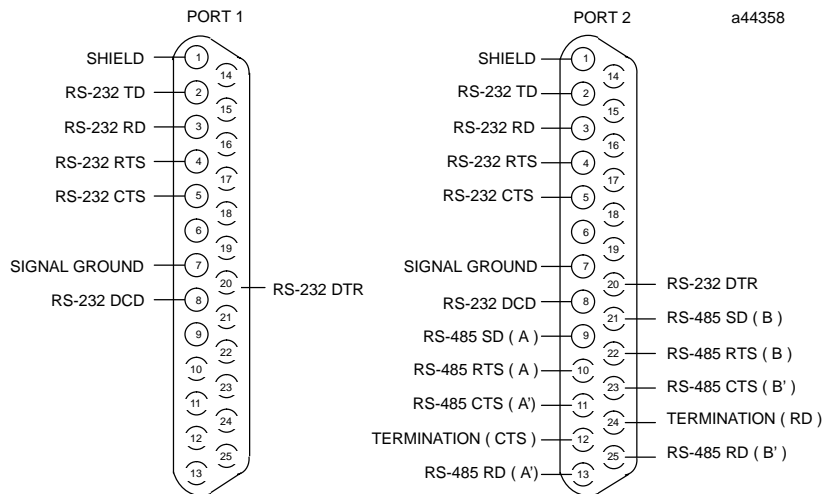 PORT 1
SHIELD
RS-232 TD
RS-232 RD
RS-232 RTS
RS-232 CTS
SIGNAL GROUND
RS-232 DCD
1
2
3
4
5
6
7
8
9
10
11
12
13
14
15
16
17
18
19
20
21
22
23
24
25
RS-232 DTR
PORT 2
a44358
SHIELD
RS-232 TD
RS-232 RD
RS-232 RTS
RS-232 CTS
SIGNAL GROUND
RS-232 DCD
RS-485 SD ( A )
RS-485 RTS ( A )
RS-485 CTS ( A')
TERMINATION ( CTS )
RS-485 RD ( A')
1
2
3
4
5
6
7
8
9
10
11
12
13
14
15
16
17
18
19
20
21
22
23
24
25
RS-232 DTR
RS-485 SD ( B )
RS-485 RTS ( B )
RS-485 CTS ( B' )
TERMINATION ( RD )
RS-485 RD ( B' )